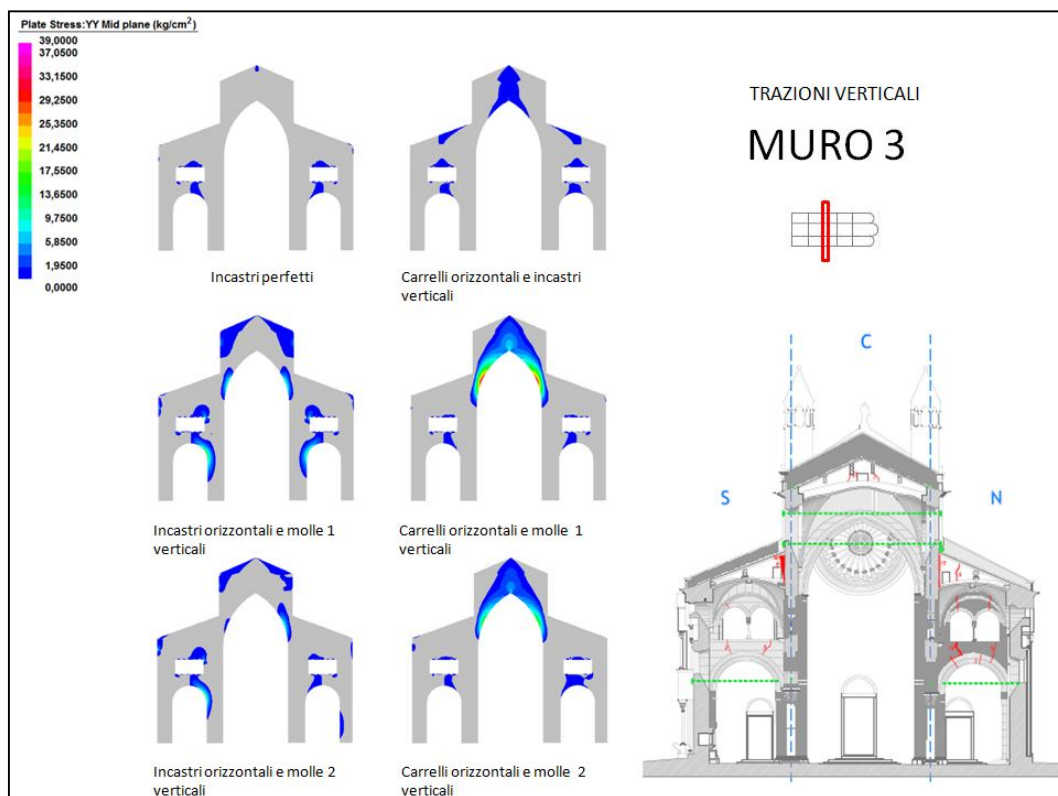 Plate Stress:YY Mid plane (kg/cm²)
39,0000
37,0500
33,1500
29,2500
25,3500
21,4500
17,5500
13,6500
9,7500
5,8500
1,9500
0,0000
Incastri perfetti
Carrelli orizzontali e incastri
verticali
Incastri orizzontali e molle 1
verticali
Carrelli orizzontali e molle 1
verticali
Incastri orizzontali e molle 2
verticali
Carrelli orizzontali e molle 2
verticali
TRAZIONI VERTICALI
MURO 3
C
S
N